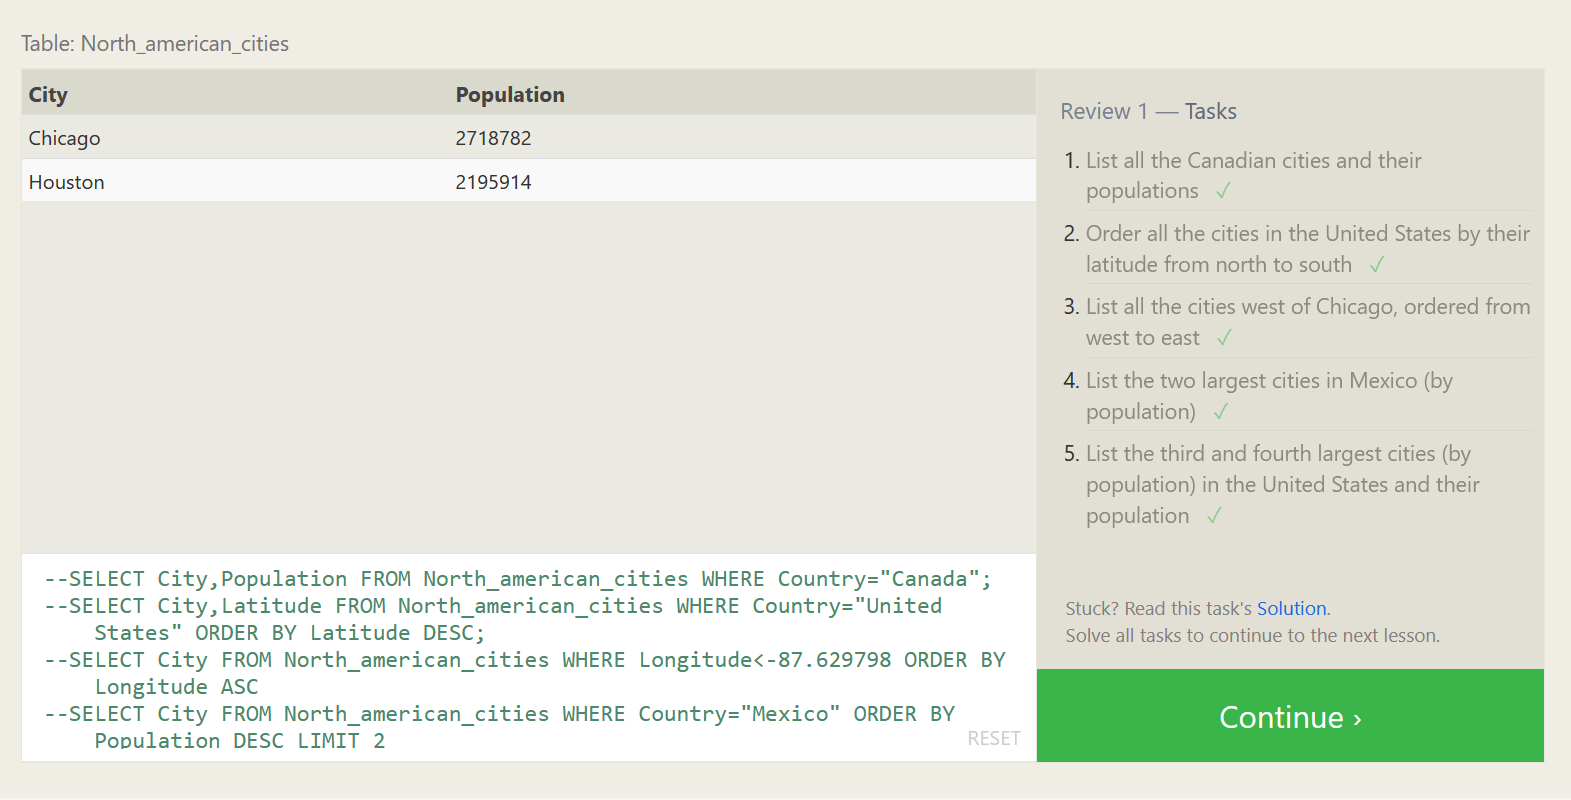 Table: North_american_cities
City Population
Chicago 2718782
Houston 2195914
Review 1 — Tasks
1. List all the Canadian cities and their
populations ✓
2. Order all the cities in the United States by their
latitude from north to south ✓
3. List all the cities west of Chicago, ordered from
west to east ✓
4. List the two largest cities in Mexico (by
population) ✓
5. List the third and fourth largest cities (by
population) in the United States and their
population ✓
Stuck? Read this task's Solution.
Solve all tasks to continue to the next lesson.
Continue ›
--SELECT City,Population FROM North_american_cities WHERE Country="Canada";
--SELECT City,Latitude FROM North_american_cities WHERE Country="United
States" ORDER BY Latitude DESC;
--SELECT City FROM North_american_cities WHERE Longitude<-87.629798 ORDER BY
Longitude ASC
--SELECT City FROM North_american_cities WHERE Country="Mexico" ORDER BY
Population DESC LIMIT 2
RESET